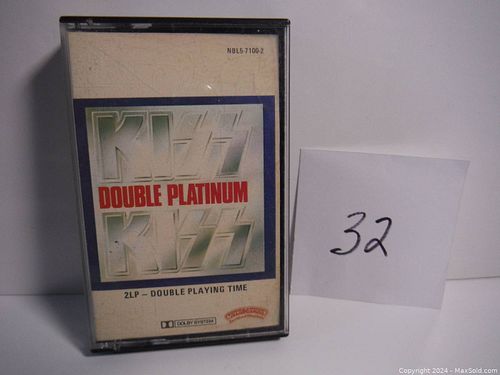 NBL5-7100-2
KISS
DOUBLE PLATINUM
KISS
2LP – DOUBLE PLAYING TIME
DOLBY SYSTEM
32
Copyright 2024 - MaxSold.com